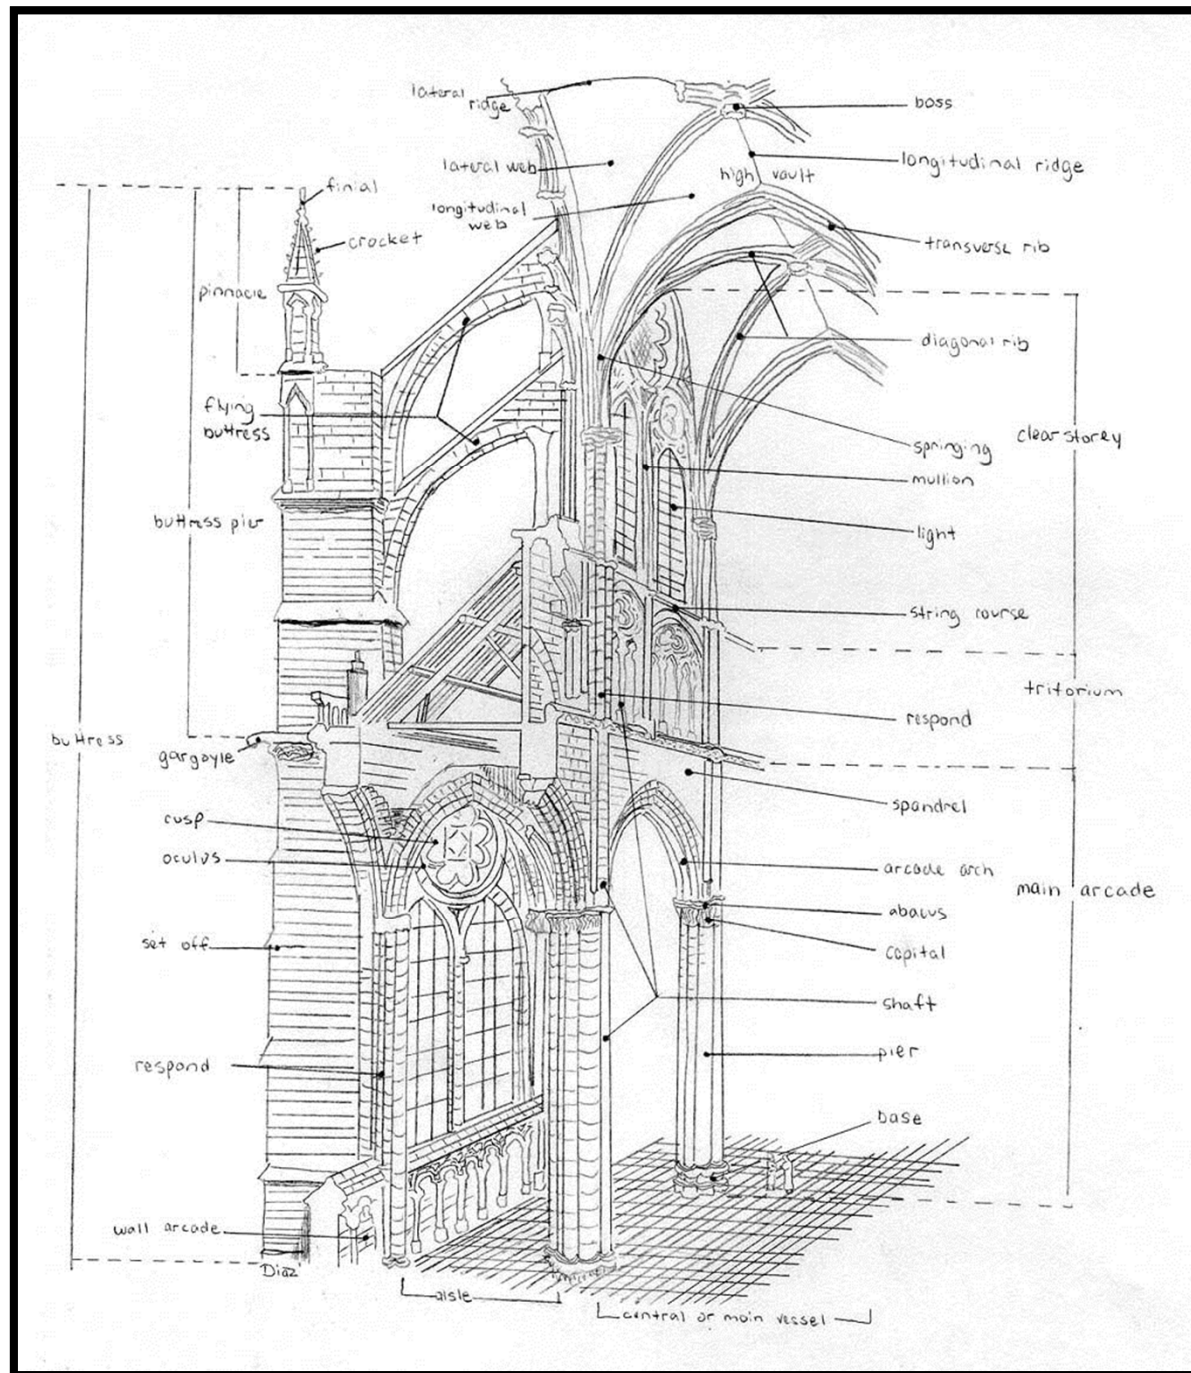 lateral
ridge
boss
lateral web
longitudinal ridge
high vault
finial
longitudinal
web
crocket
transverse rib
pinnacle
diagonal rib
flying
buttress
clearstorey
springing
mullion
buttress pier
light
string course
triforium
respond
buttress
gargoyle
spandrel
cusp
oculus
arcade arch
main arcade
abacus
set off
capital
shaft
pier
respond
base
wall arcade
Diaz
aisle
central or main vessel